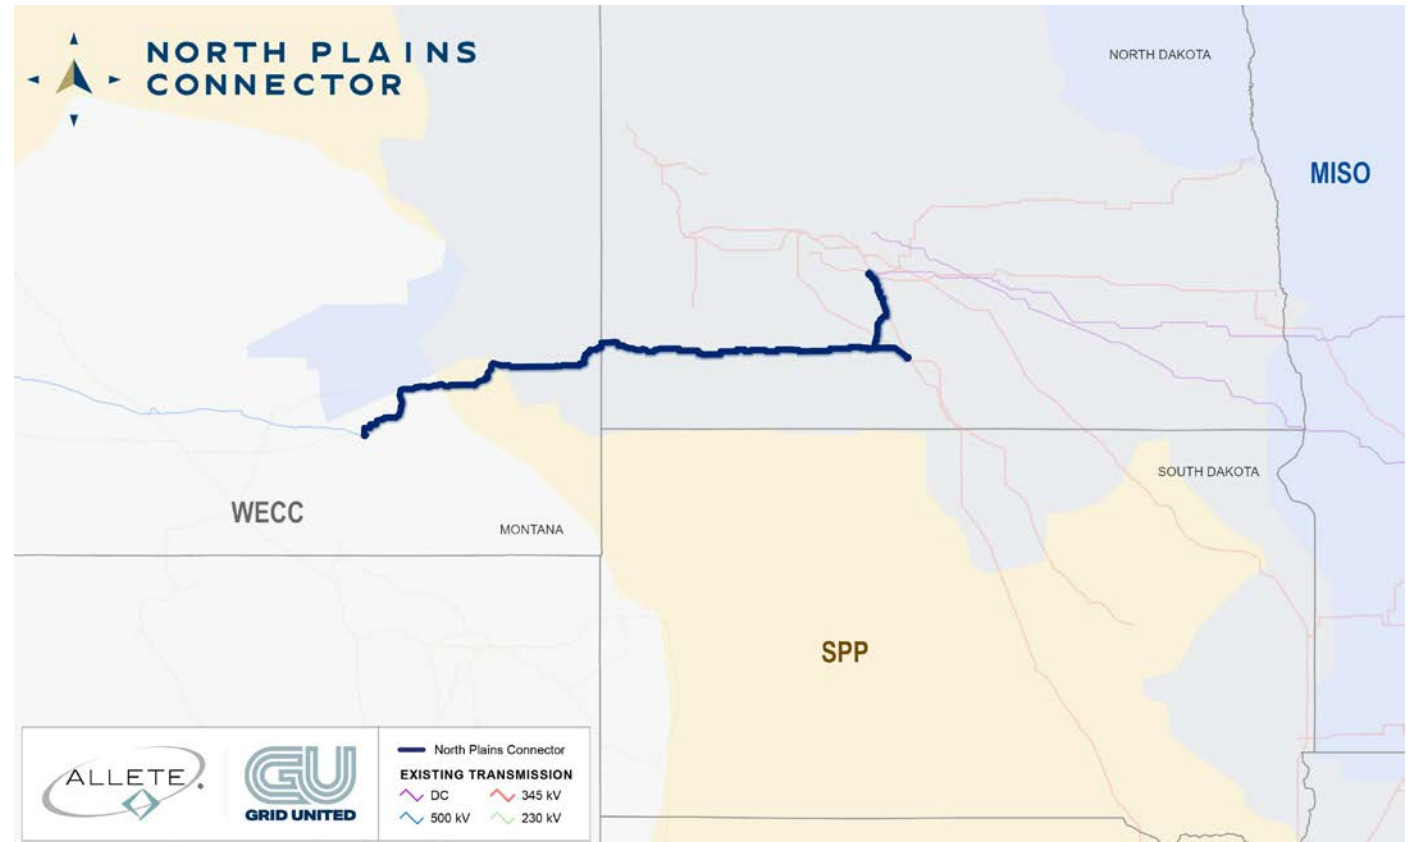 NORTH PLAINS
CONNECTOR
NORTH DAKOTA
MISO
WECC
MONTANA
SOUTH DAKOTA
SPP
ALLETE
GU
GRID UNITED
North Plains Connector
EXISTING TRANSMISSION
DC
345 kV
500 kV
230 kV